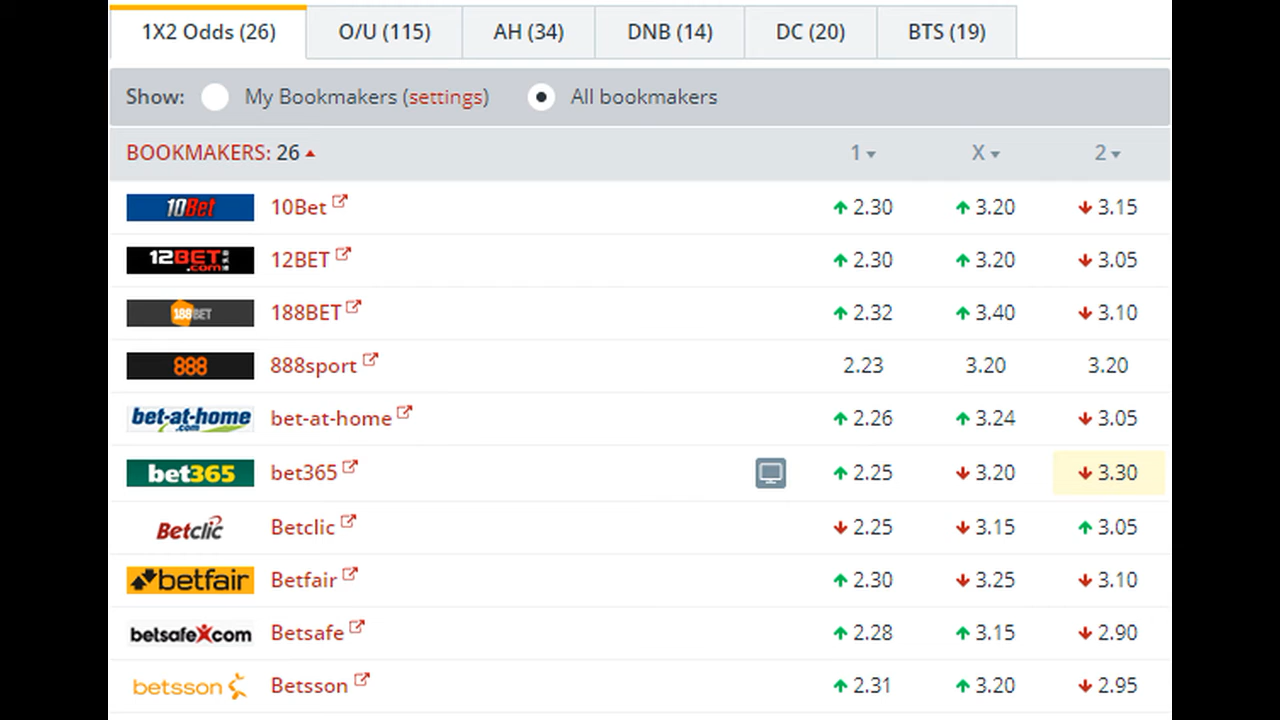 1X2 Odds (26) O/U (115) AH (34) DNB (14) DC (20) BTS (19)
Show: My Bookmakers (settings) All bookmakers
BOOKMAKERS: 26 1 X 2
10Bet 10Bet 2.30 3.20 3.15
12BET.com 12BET 2.30 3.20 3.05
188BET 188BET 2.32 3.40 3.10
888 888sport 2.23 3.20 3.20
bet-at-home.com bet-at-home 2.26 3.24 3.05
bet365 bet365 2.25 3.20 3.30
Betclic Betclic 2.25 3.15 3.05
betfair Betfair 2.30 3.25 3.10
betsafe.com Betsafe 2.28 3.15 2.90
betsson Betsson 2.31 3.20 2.95